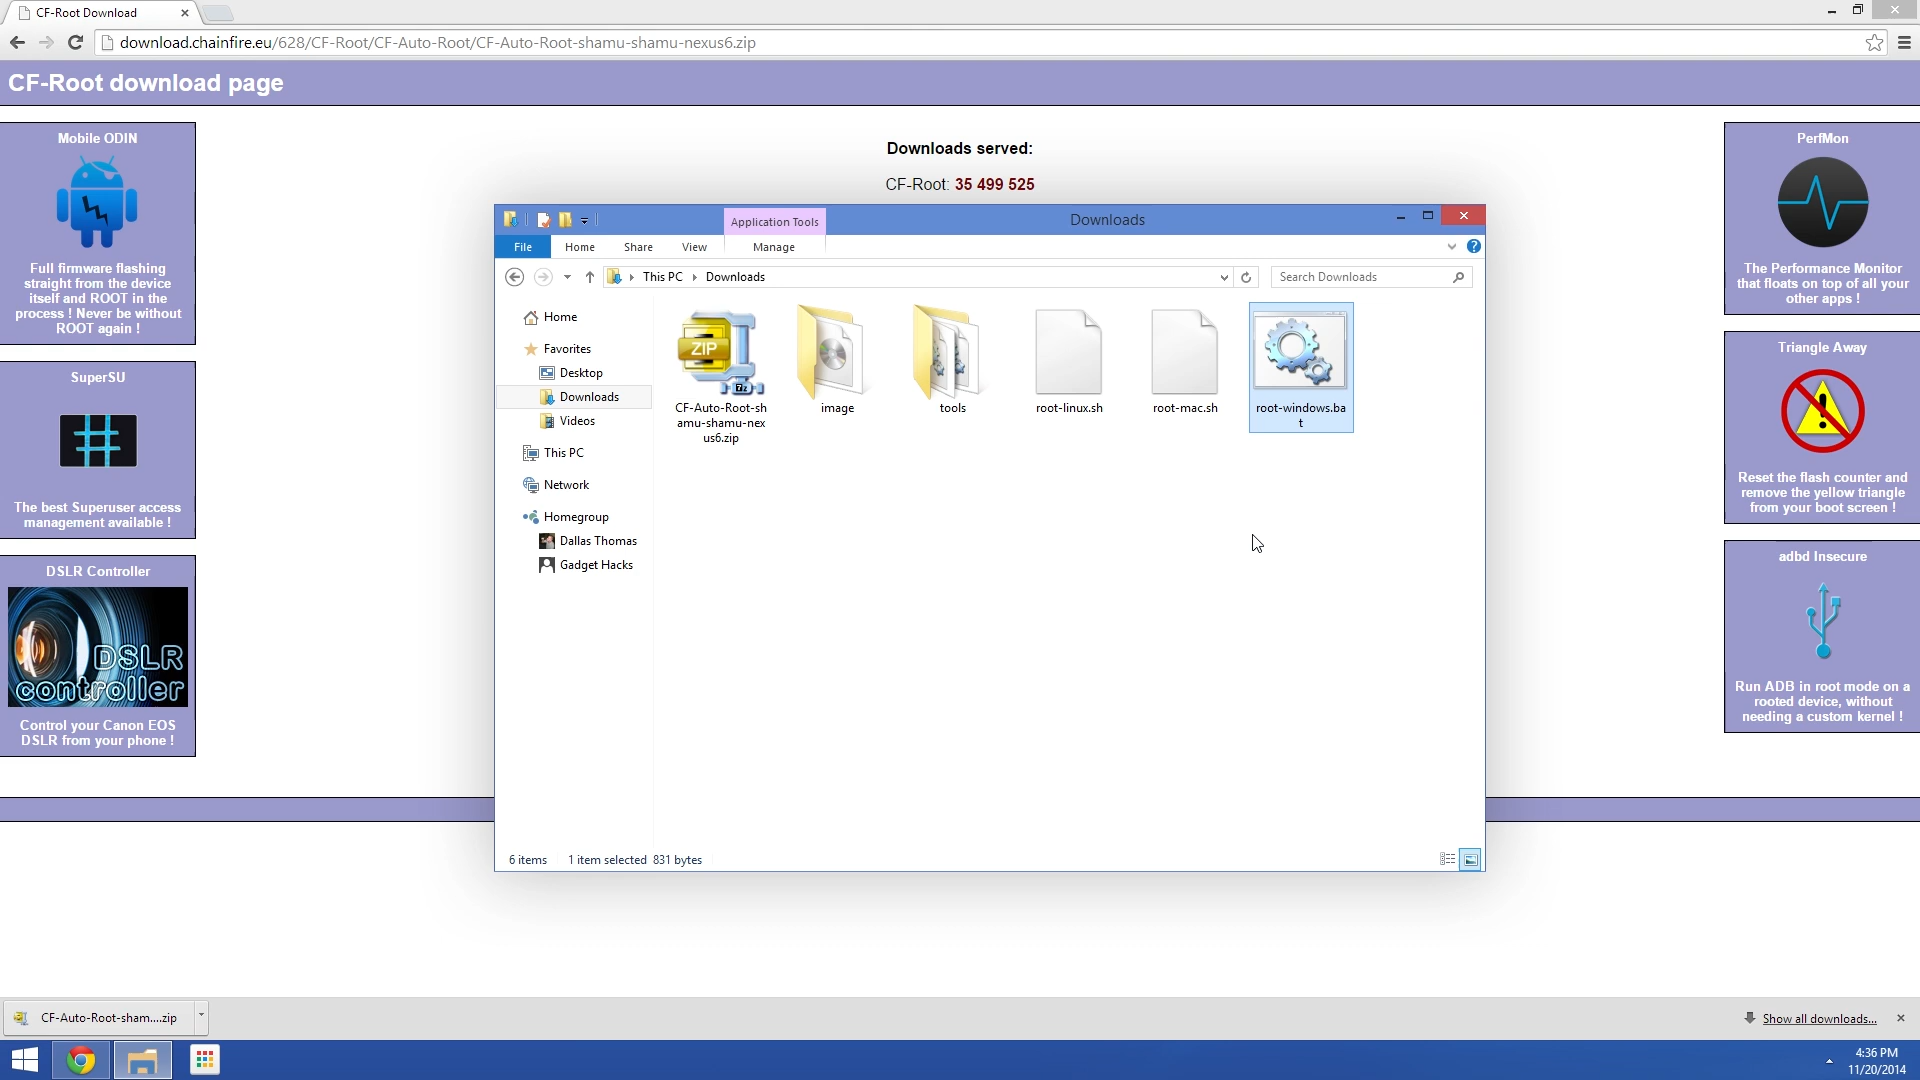 CF-Root Download
download.chainfire.eu/628/CF-Root/CF-Auto-Root/CF-Auto-Root-shamu-shamu-nexus6.zip
CF-Root download page
Mobile ODIN
Full firmware flashing
straight from the device
itself and ROOT in the
process ! Never be without
ROOT again !
SuperSU
The best Superuser access
management available !
DSLR Controller
DSLR
controller
Control your Canon EOS
DSLR from your phone !
Downloads served:
CF-Root: 35 499 525
Application Tools
Downloads
File
Home
Share
View
Manage
This PC
Downloads
Search Downloads
Home
Favorites
Desktop
Downloads
Videos
This PC
Network
Homegroup
Dallas Thomas
Gadget Hacks
ZIP
7z
CF-Auto-Root-sh
amu-shamu-nex
us6.zip
image
tools
root-linux.sh
root-mac.sh
root-windows.ba
t
6 items
1 item selected 831 bytes
PerfMon
The Performance Monitor
that floats on top of all your
other apps !
Triangle Away
Reset the flash counter and
remove the yellow triangle
from your boot screen !
adbd Insecure
Run ADB in root mode on a
rooted device, without
needing a custom kernel !
CF-Auto-Root-sham....zip
Show all downloads...
4:36 PM
11/20/2014